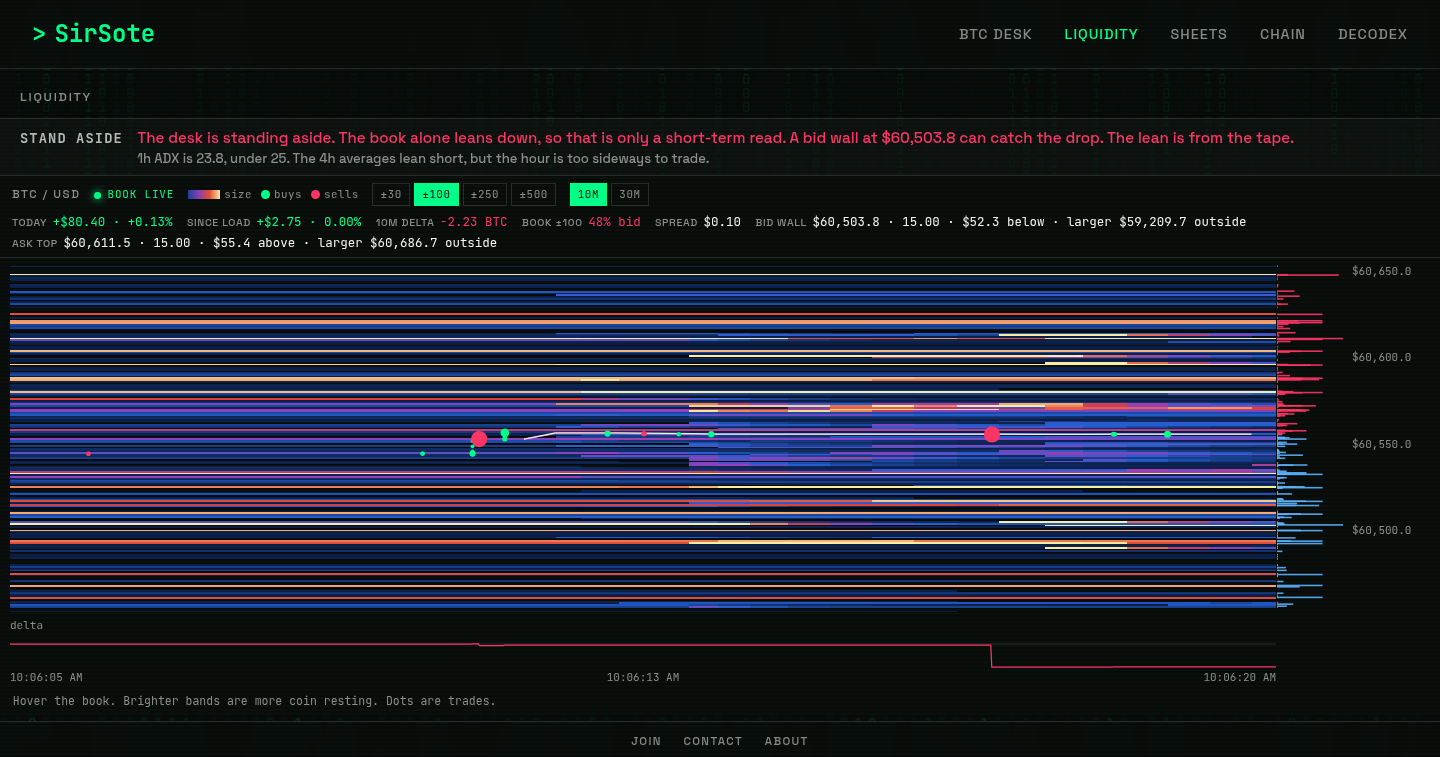 > SirSote
BTC DESK LIQUIDITY SHEETS CHAIN DECODEX
LIQUIDITY
STAND ASIDE The desk is standing aside. The book alone leans down, so that is only a short-term read. A bid wall at $60,503.8 can catch the drop. The lean is from the tape.
1h ADX is 23.8, under 25. The 4h averages lean short, but the hour is too sideways to trade.
BTC / USD BOOK LIVE size buys sells ±30 ±100 ±250 ±500 10M 30M
TODAY +$80.40 · +0.13% SINCE LOAD +$2.75 · 0.00% 10M DELTA -2.23 BTC BOOK ±100 48% bid SPREAD $0.10 BID WALL $60,503.8 · 15.00 · $52.3 below · larger $59,209.7 outside
ASK TOP $60,611.5 · 15.00 · $55.4 above · larger $60,686.7 outside
$60,650.0
$60,600.0
$60,550.0
$60,500.0
delta
10:06:05 AM 10:06:13 AM 10:06:20 AM
Hover the book. Brighter bands are more coin resting. Dots are trades.
JOIN CONTACT ABOUT